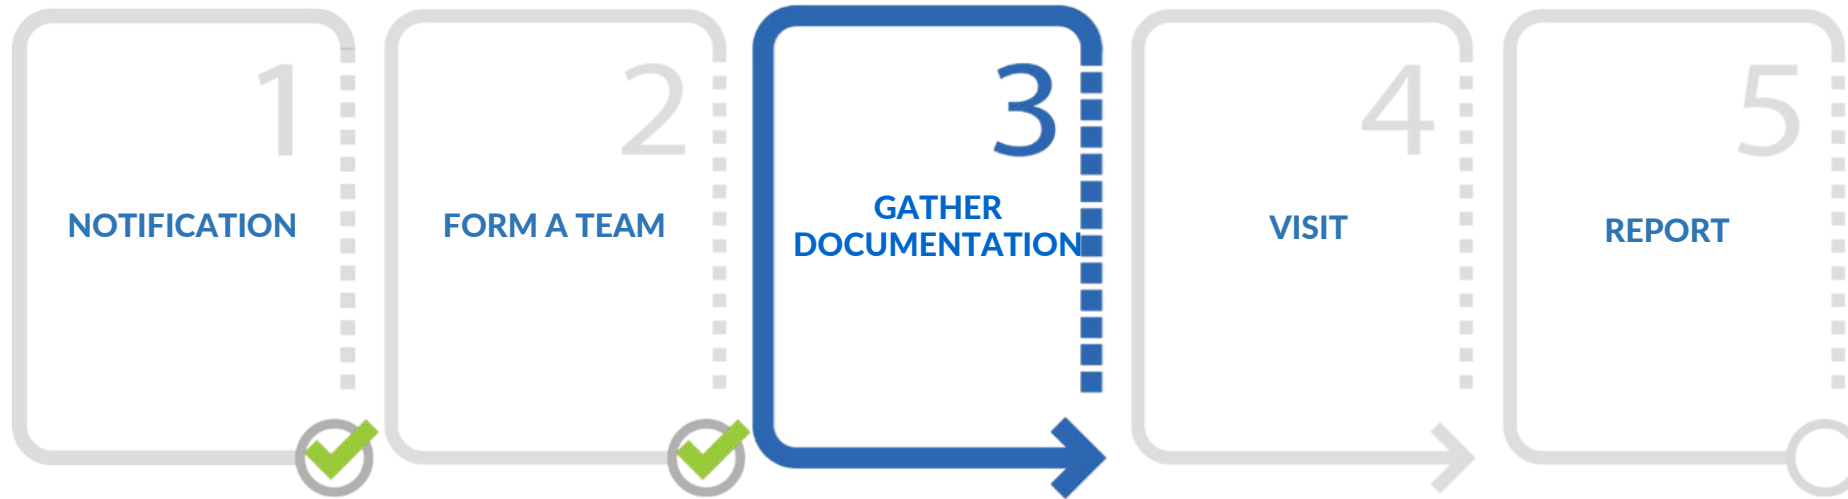 1
NOTIFICATION
2
FORM A TEAM
3
GATHER
DOCUMENTATION
4
VISIT
5
REPORT